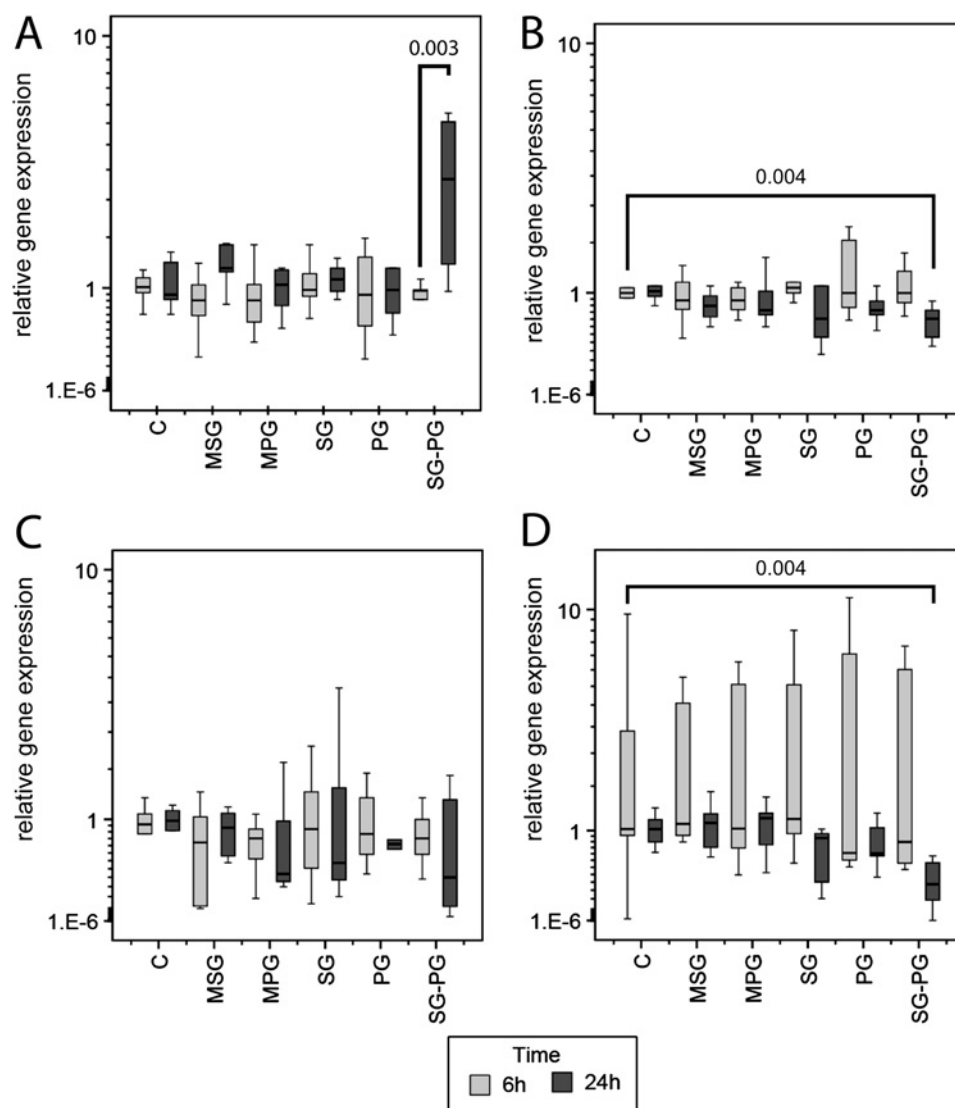 A
relative gene expression
10
1
1.E-6
0.003
C
MSG
MPG
SG
PG
SG-PG
B
relative gene expression
10
1
1.E-6
0.004
C
MSG
MPG
SG
PG
SG-PG
C
relative gene expression
10
1
1.E-6
C
MSG
MPG
SG
PG
SG-PG
D
relative gene expression
10
1
1.E-6
0.004
C
MSG
MPG
SG
PG
SG-PG
Time
6h 24h